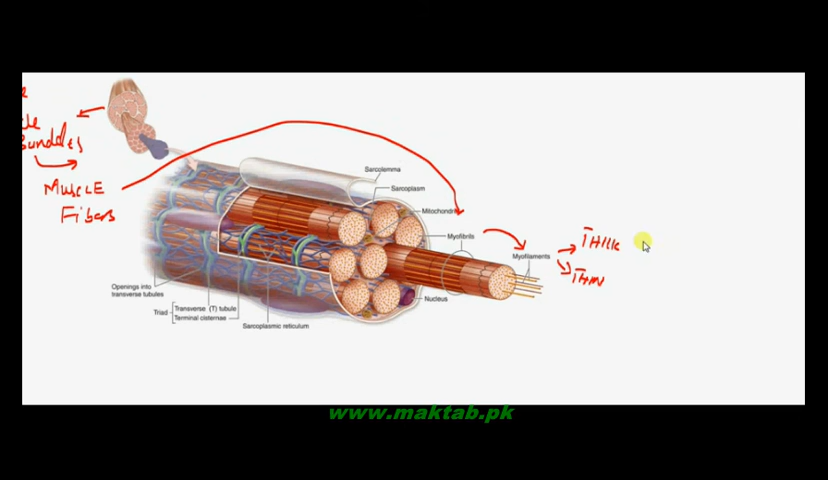 Bundles
MUSCLE
Fibers
Sarcolemma
Sarcoplasm
Mitochondria
Myofibrils
Myofilaments
THIIK
THIN
Nucleus
Openings into
transverse tubules
Triad
Transverse (T) tubule
Terminal cisternae
Sarcoplasmic reticulum
www.maktab.pk